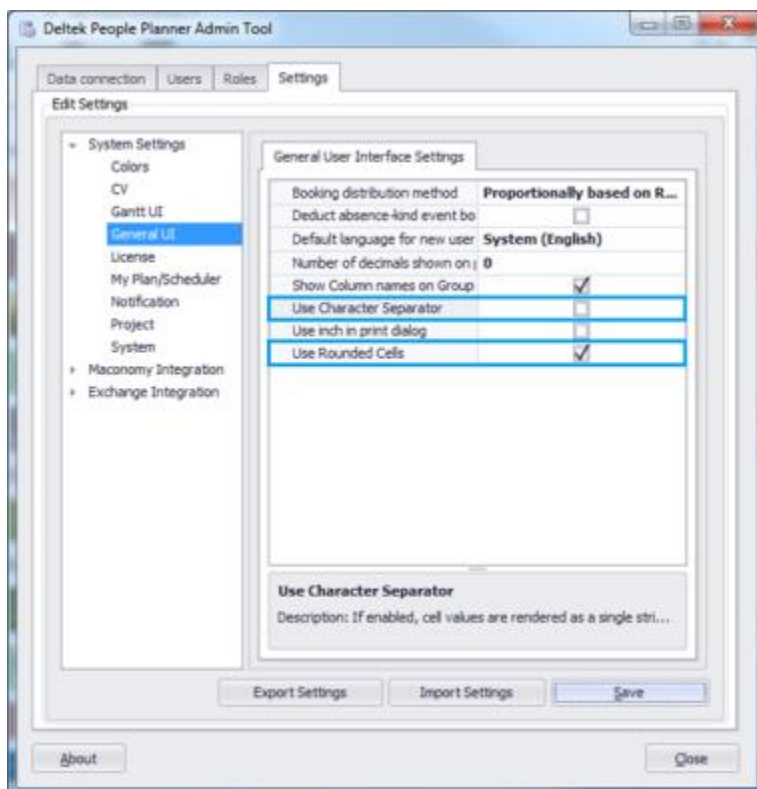 Deltek People Planner Admin Tool
Data connection Users Roles Settings
Edit Settings
System Settings
Colors
CV
Gantt UI
General UI
License
My Plan/Scheduler
Notification
Project
System
Maconomy Integration
Exchange Integration
General User Interface Settings
Booking distribution method Proportionally based on R...
Deduct absence-kind event bo
Default language for new user System (English)
Number of decimals shown on p 0
Show Column names on Group
Use Character Separator
Use inch in print dialog
Use Rounded Cells
Use Character Separator
Description: If enabled, cell values are rendered as a single stri...
Export Settings Import Settings Save
About Close